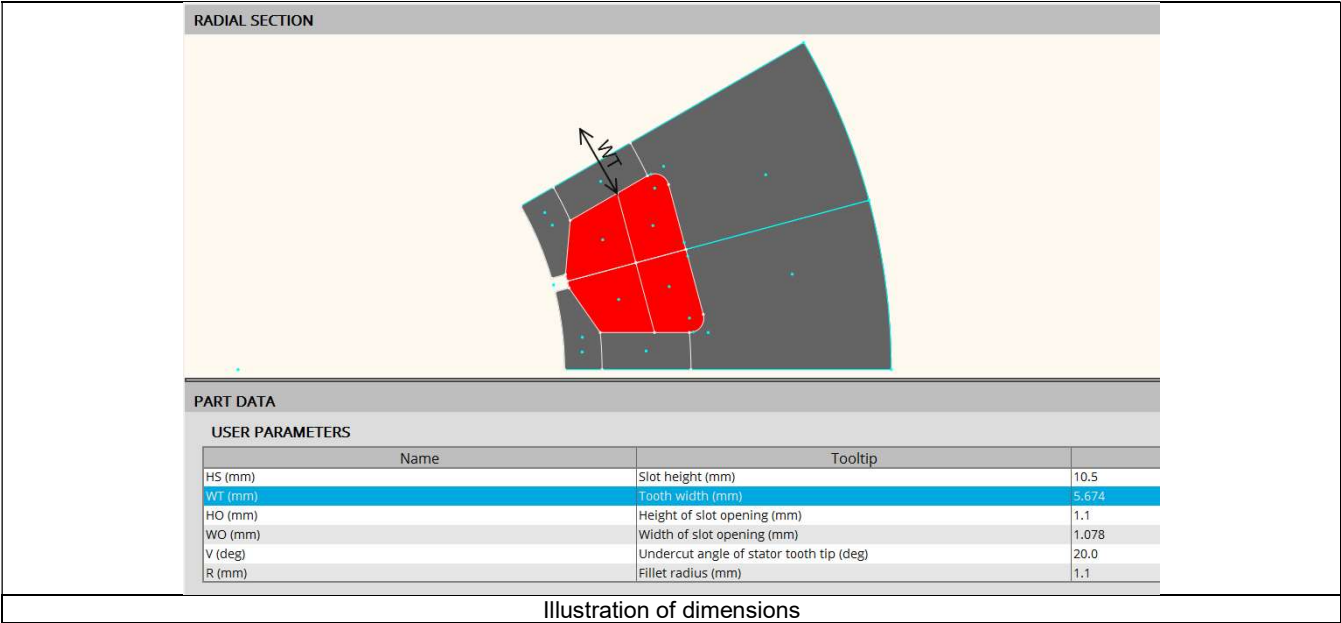 RADIAL SECTION
WT
PART DATA
USER PARAMETERS
Name Tooltip
HS (mm) Slot height (mm) 10.5
WT (mm) Tooth width (mm) 5.674
HO (mm) Height of slot opening (mm) 1.1
WO (mm) Width of slot opening (mm) 1.078
V (deg) Undercut angle of stator tooth tip (deg) 20.0
R (mm) Fillet radius (mm) 1.1
Illustration of dimensions